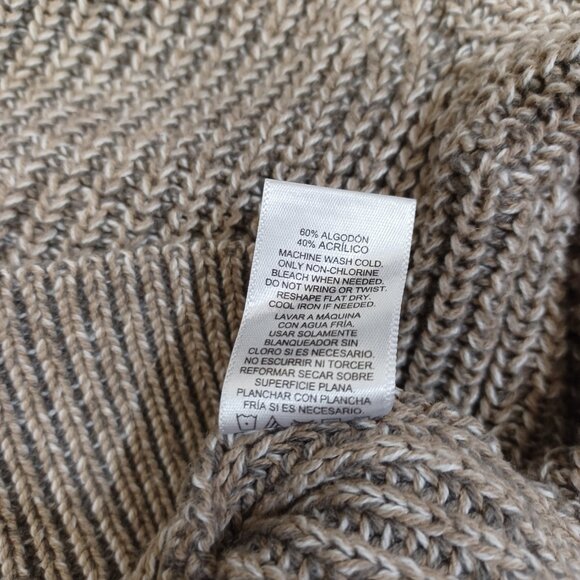 60% ALGODÓN
40% ACRÍLICO
MACHINE WASH COLD.
ONLY NON-CHLORINE
BLEACH WHEN NEEDED.
DO NOT WRING OR TWIST.
RESHAPE FLAT DRY.
COOL IRON IF NEEDED.
LAVAR A MÁQUINA
CON AGUA FRÍA.
USAR SOLAMENTE
BLANQUEADOR SIN
CLORO SI ES NECESARIO.
NO ESCURRIR NI TORCER.
REFORMAR SECAR SOBRE
SUPERFICIE PLANA
PLANCHAR CON PLANCHA
FRÍA SI ES NECESARIO.